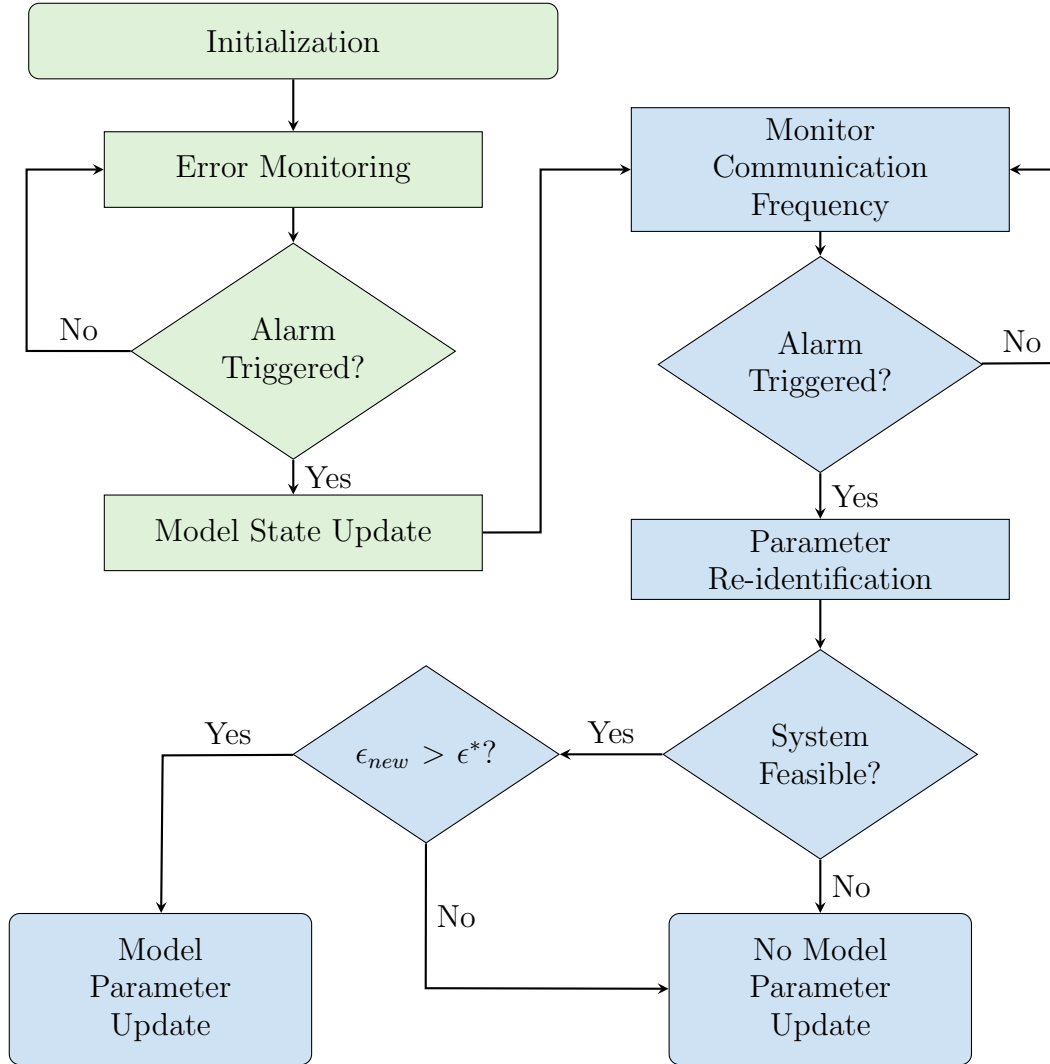 Initialization
Error Monitoring
No
Alarm
Triggered?
Yes
Model State Update
Monitor
Communication
Frequency
Alarm
Triggered?
No
Yes
Parameter
Re-identification
System
Feasible?
Yes
No
ϵ_new > ϵ*?
Yes
No
Model
Parameter
Update
No Model
Parameter
Update